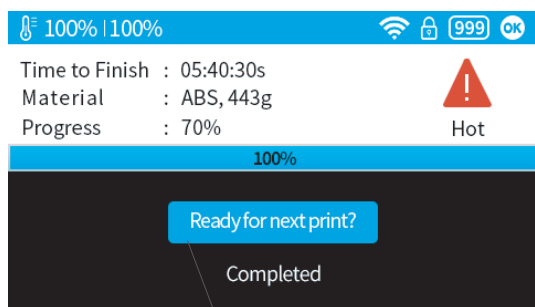 100% | 100% 999 OK
Time to Finish : 05:40:30s
Material : ABS, 443g
Progress : 70%
Hot
100%
Ready for next print?
Completed